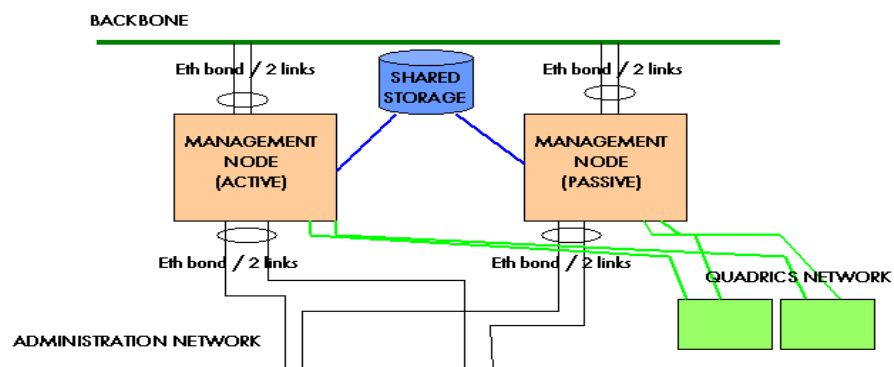 BACKBONE
Eth bond / 2 links
Eth bond / 2 links
SHARED
STORAGE
MANAGEMENT
NODE
(ACTIVE)
MANAGEMENT
NODE
(PASSIVE)
Eth bond / 2 links
Eth bond / 2 links
QUADRICS NETWORK
ADMINISTRATION NETWORK